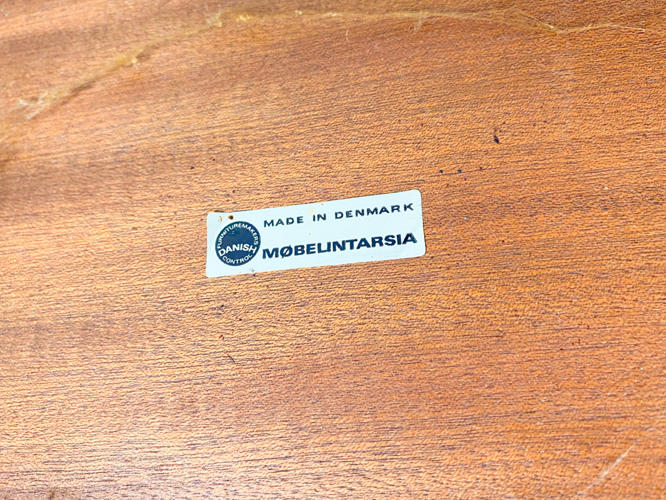 FURNITUREMAKERS
DANISH
CONTROL
MADE IN DENMARK
MØBELINTARSIA